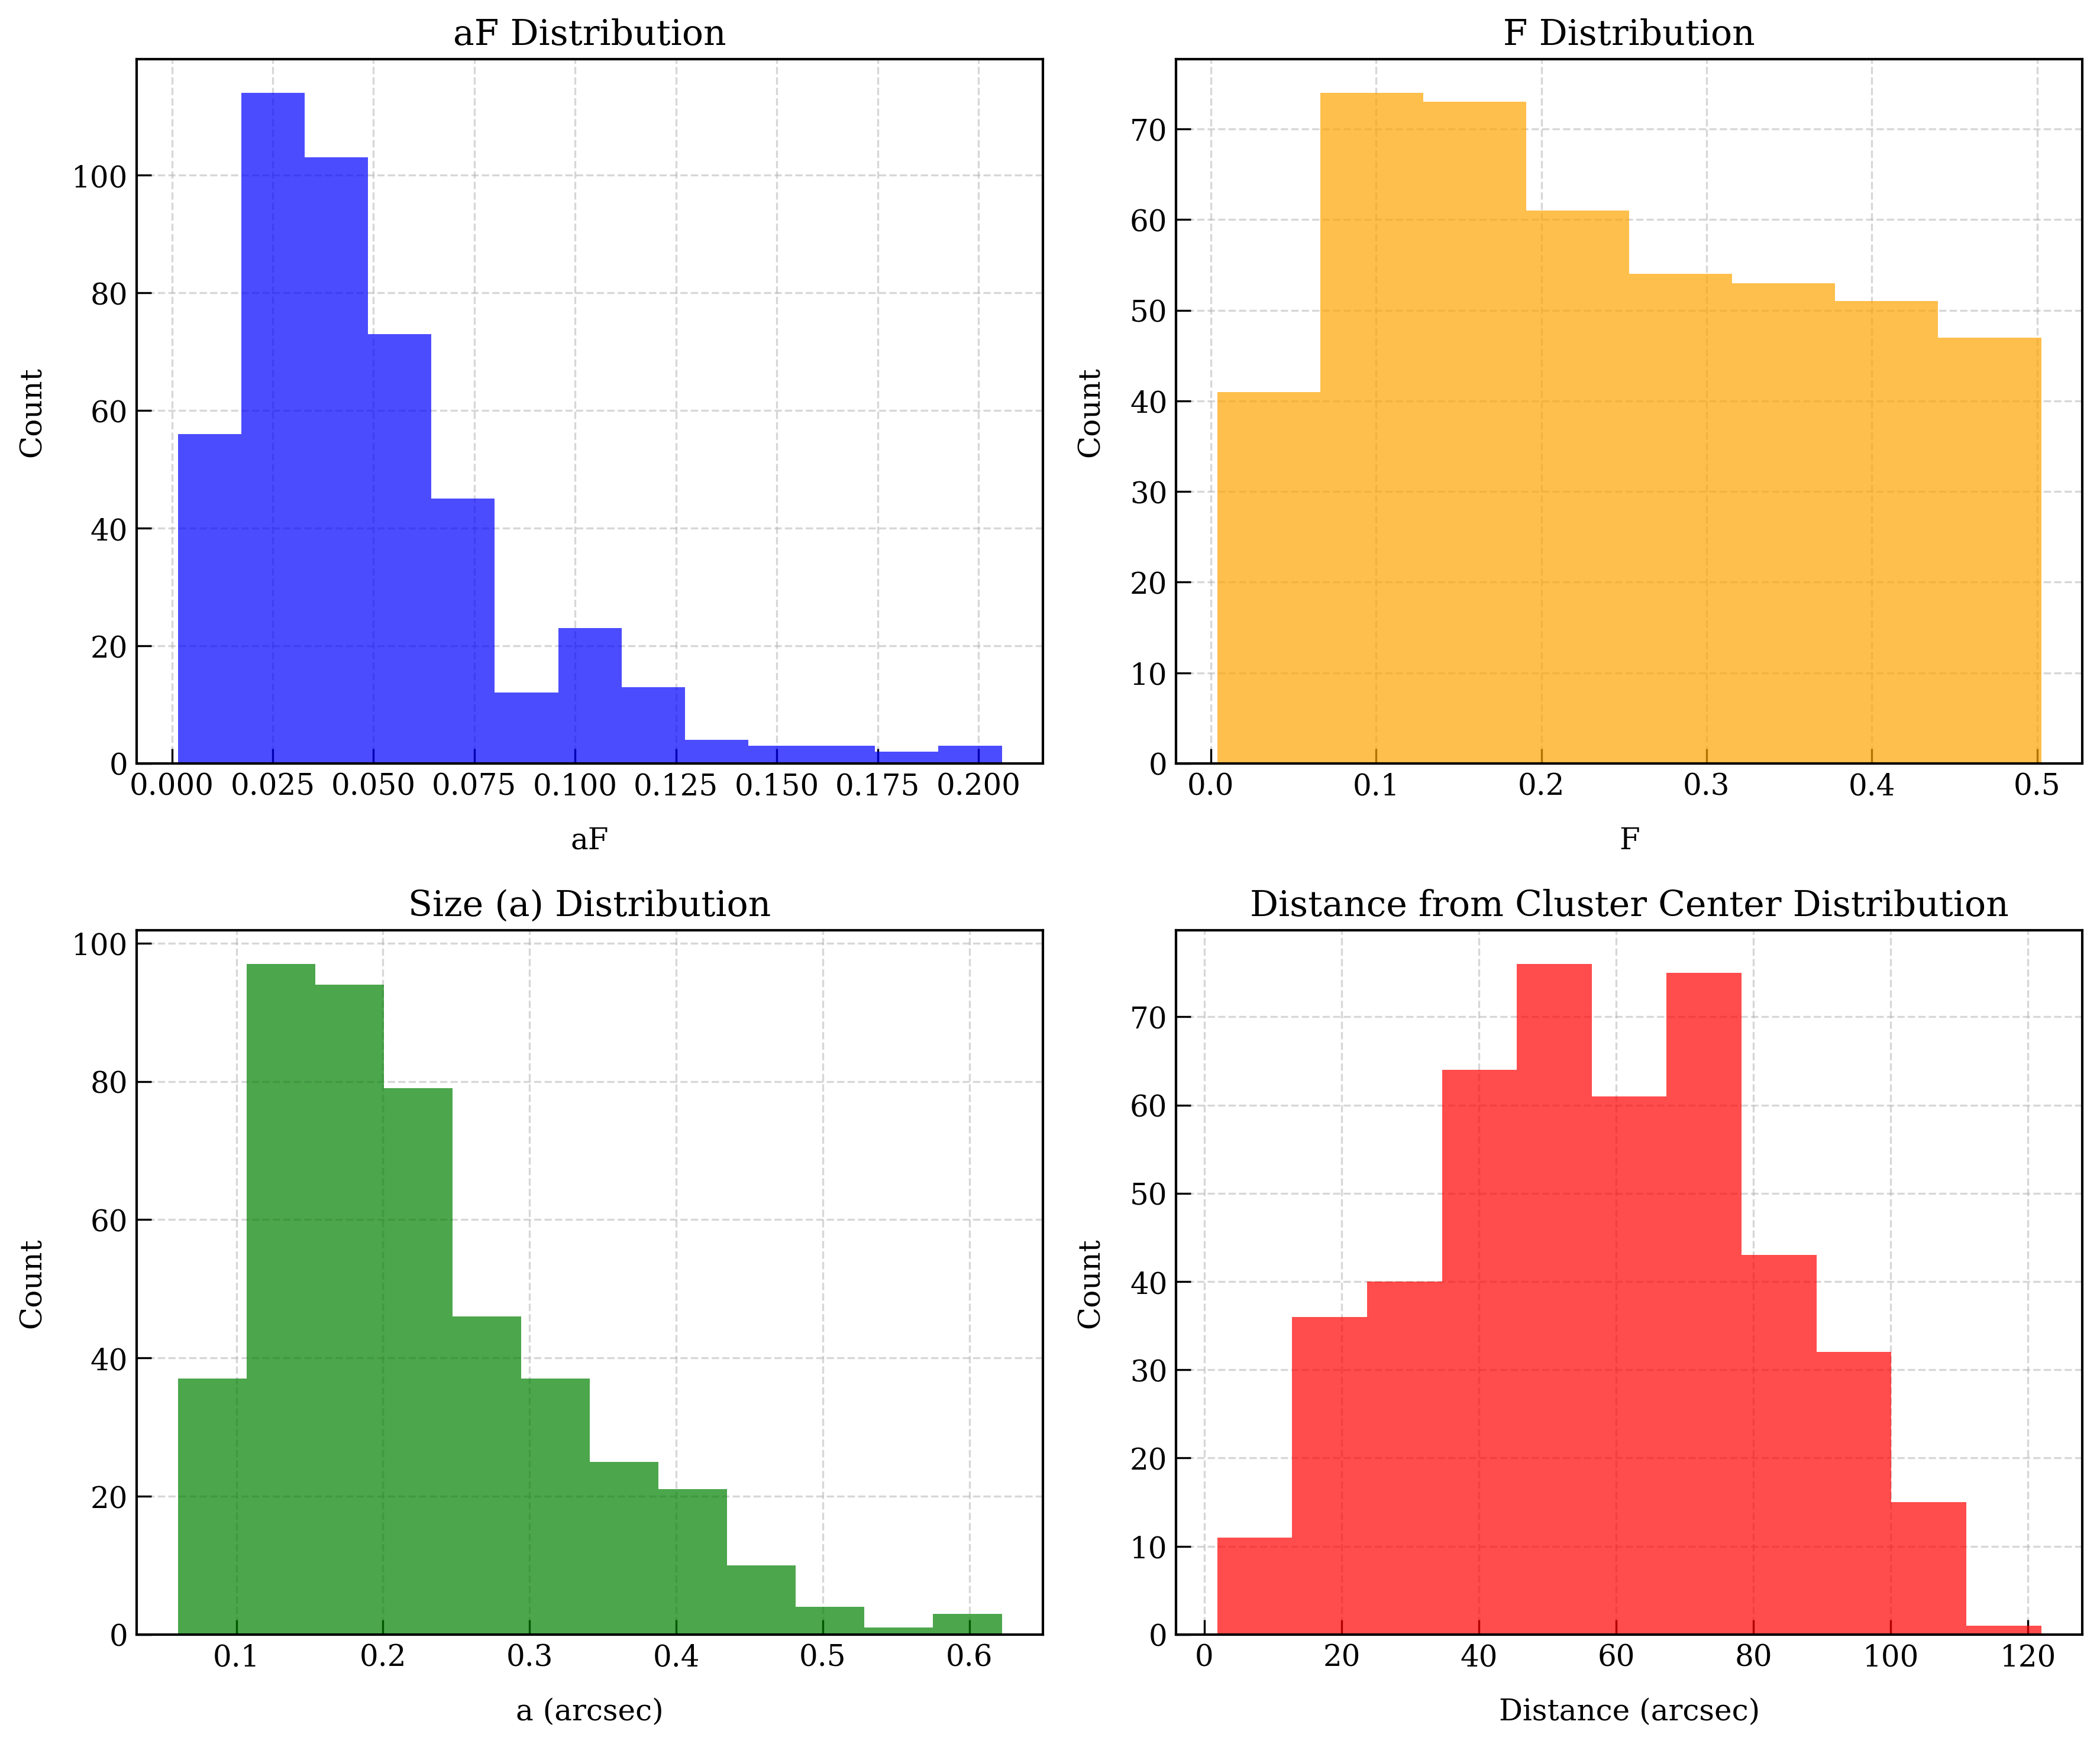 aF Distribution
Count
100
80
60
40
20
0
0.000 0.025 0.050 0.075 0.100 0.125 0.150 0.175 0.200
aF
F Distribution
Count
70
60
50
40
30
20
10
0
0.0 0.1 0.2 0.3 0.4 0.5
F
Size (a) Distribution
Count
100
80
60
40
20
0
0.1 0.2 0.3 0.4 0.5 0.6
a (arcsec)
Distance from Cluster Center Distribution
Count
70
60
50
40
30
20
10
0
0 20 40 60 80 100 120
Distance (arcsec)